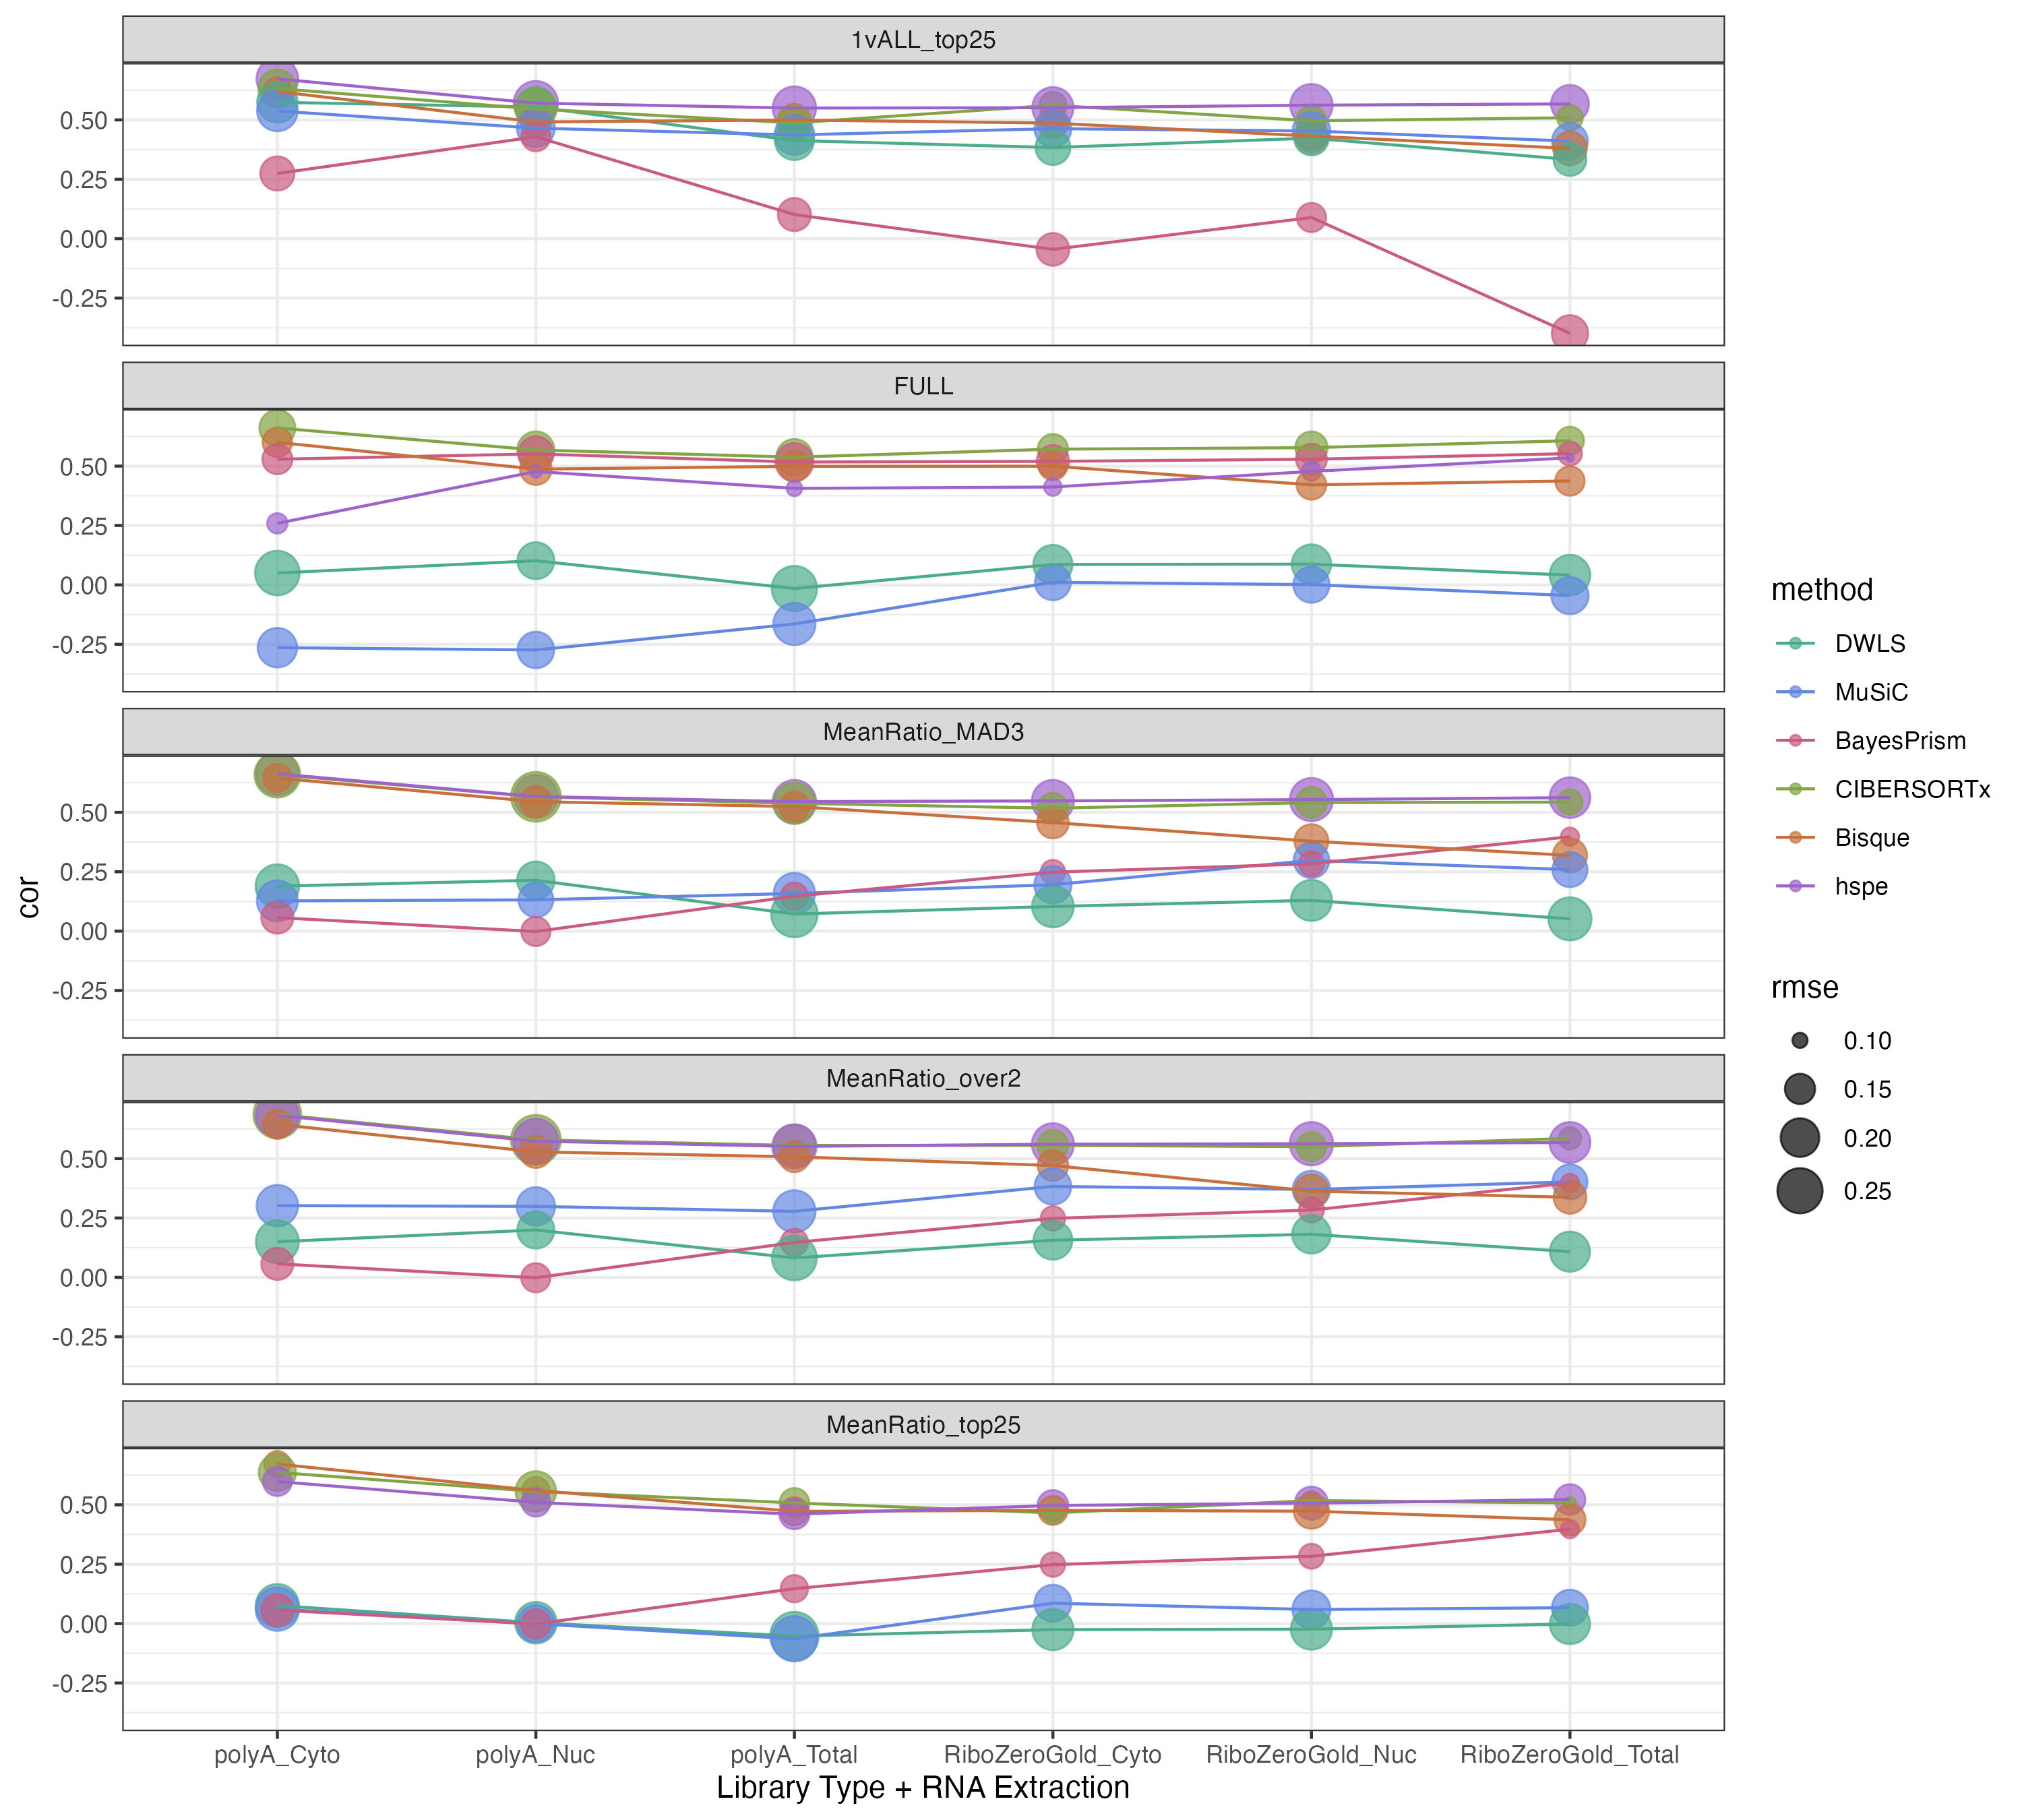 1vALL_top25
0.50
0.25
0.00
-0.25
FULL
0.50
0.25
0.00
-0.25
MeanRatio_MAD3
0.50
0.25
0.00
-0.25
MeanRatio_over2
0.50
0.25
0.00
-0.25
MeanRatio_top25
0.50
0.25
0.00
-0.25
cor
polyA_Cyto
polyA_Nuc
polyA_Total
RiboZeroGold_Cyto
RiboZeroGold_Nuc
RiboZeroGold_Total
Library Type + RNA Extraction
method
DWLS
MuSiC
BayesPrism
CIBERSORTx
Bisque
hspe
rmse
0.10
0.15
0.20
0.25